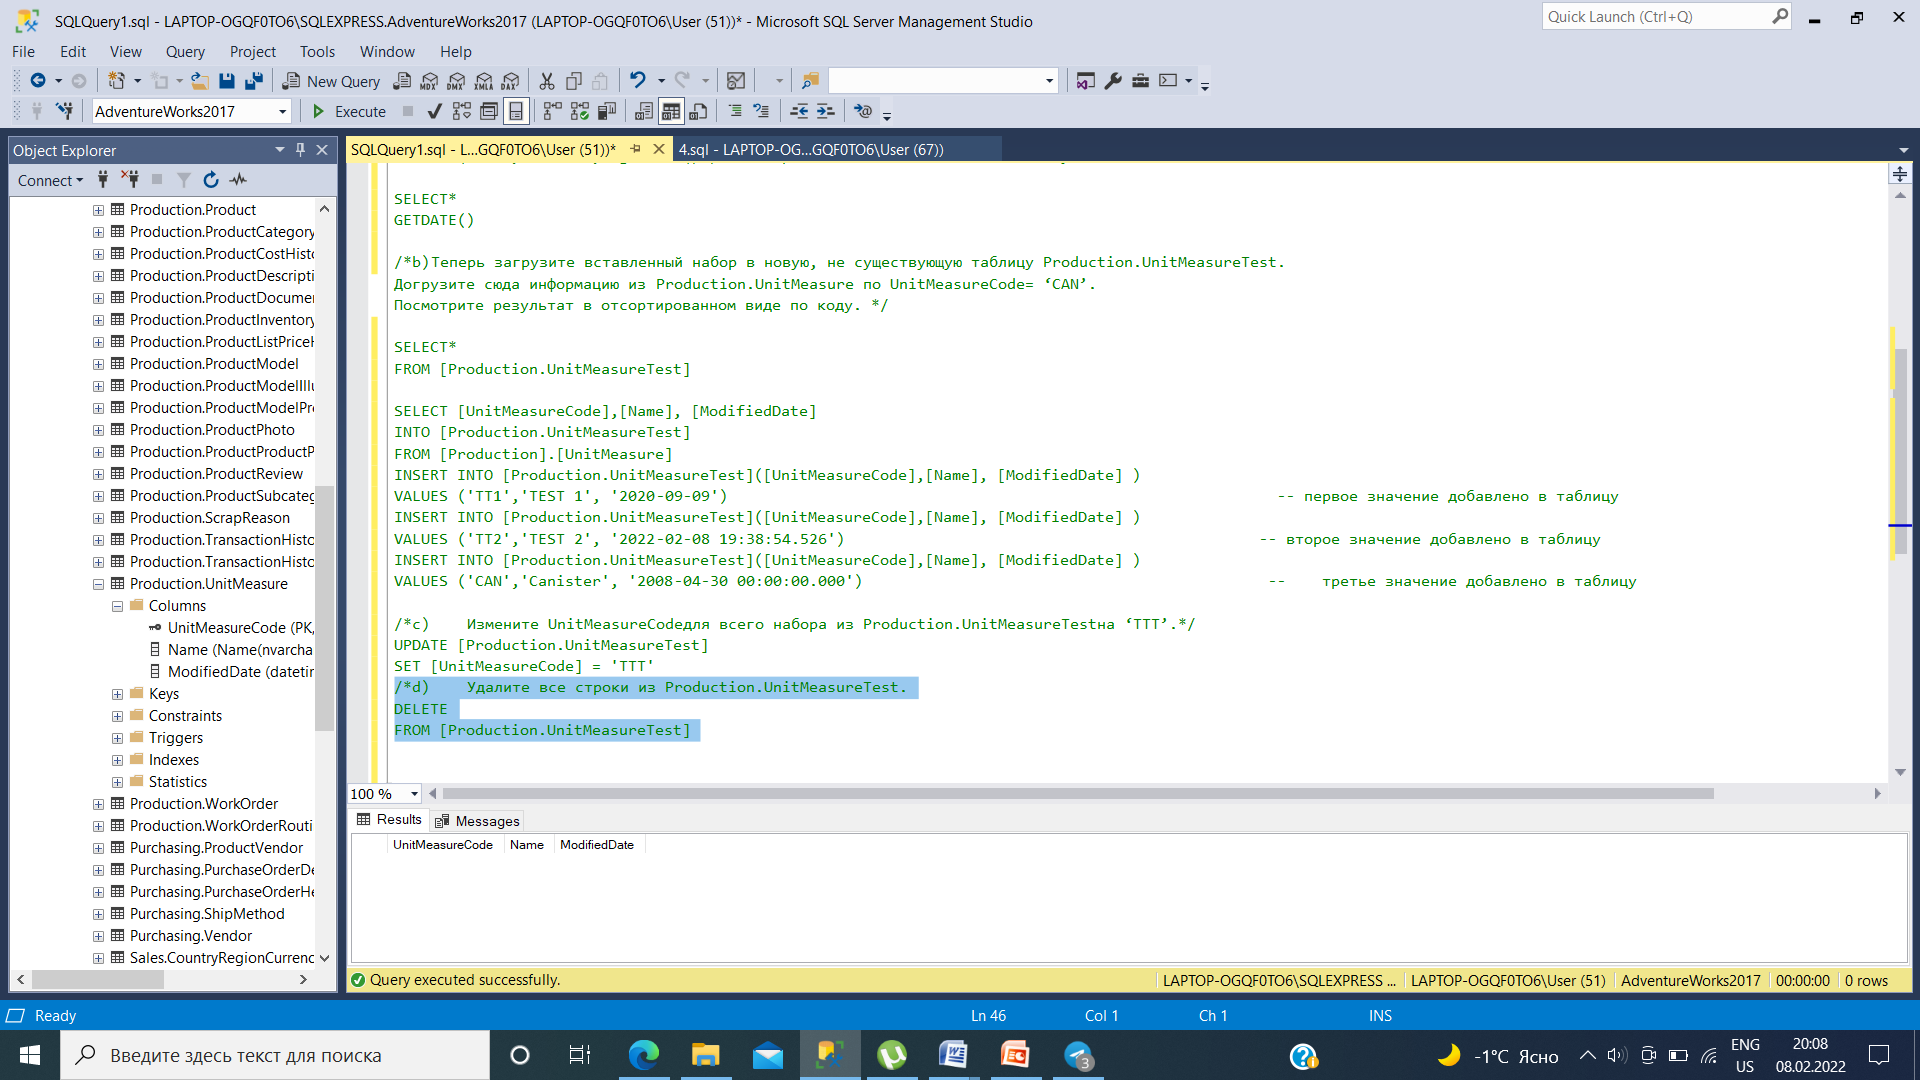 SQLQuery1.sql - LAPTOP-OGQF0TO6\SQLEXPRESS.AdventureWorks2017 (LAPTOP-OGQF0TO6\User (51))* - Microsoft SQL Server Management Studio
Quick Launch (Ctrl+Q)
File Edit View Query Project Tools Window Help
New Query
MDX DMX XMLA DAX
AdventureWorks2017
Execute
Object Explorer
Connect
Production.Product
Production.ProductCategory
Production.ProductCostHisto
Production.ProductDescripti
Production.ProductDocumen
Production.ProductInventory
Production.ProductListPriceH
Production.ProductModel
Production.ProductModelIllu
Production.ProductModelPro
Production.ProductPhoto
Production.ProductProductP
Production.ProductReview
Production.ProductSubcateg
Production.ScrapReason
Production.TransactionHisto
Production.TransactionHisto
Production.UnitMeasure
Columns
UnitMeasureCode (PK,
Name (Name(nvarcha
ModifiedDate (datetin
Keys
Constraints
Triggers
Indexes
Statistics
Production.WorkOrder
Production.WorkOrderRouti
Purchasing.ProductVendor
Purchasing.PurchaseOrderDe
Purchasing.PurchaseOrderHe
Purchasing.ShipMethod
Purchasing.Vendor
Sales.CountryRegionCurrenc
SQLQuery1.sql - L...GQF0TO6\User (51))*
4.sql - LAPTOP-OG...GQF0TO6\User (67))
SELECT*
GETDATE()
/*b)Теперь загрузите вставленный набор в новую, не существующую таблицу Production.UnitMeasureTest.
Догрузите сюда информацию из Production.UnitMeasure по UnitMeasureCode= ‘CAN’.
Посмотрите результат в отсортированном виде по коду. */
SELECT*
FROM [Production.UnitMeasureTest]
SELECT [UnitMeasureCode],[Name], [ModifiedDate]
INTO [Production.UnitMeasureTest]
FROM [Production].[UnitMeasure]
INSERT INTO [Production.UnitMeasureTest]([UnitMeasureCode],[Name], [ModifiedDate] )
VALUES ('TT1','TEST 1', '2020-09-09') -- первое значение добавлено в таблицу
INSERT INTO [Production.UnitMeasureTest]([UnitMeasureCode],[Name], [ModifiedDate] )
VALUES ('TT2','TEST 2', '2022-02-08 19:38:54.526') -- второе значение добавлено в таблицу
INSERT INTO [Production.UnitMeasureTest]([UnitMeasureCode],[Name], [ModifiedDate] )
VALUES ('CAN','Canister', '2008-04-30 00:00:00.000') -- третье значение добавлено в таблицу
/*c) Измените UnitMeasureCodeдля всего набора из Production.UnitMeasureTestна ‘TTT’.*/
UPDATE [Production.UnitMeasureTest]
SET [UnitMeasureCode] = 'TTT'
/*d) Удалите все строки из Production.UnitMeasureTest.
DELETE
FROM [Production.UnitMeasureTest]
100 %
Results Messages
UnitMeasureCode Name ModifiedDate
Query executed successfully.
LAPTOP-OGQF0TO6\SQLEXPRESS ... LAPTOP-OGQF0TO6\User (51) AdventureWorks2017 00:00:00 0 rows
Ready Ln 46 Col 1 Ch 1 INS
Введите здесь текст для поиска
3
-1°C Ясно
ENG
US
20:08
08.02.2022